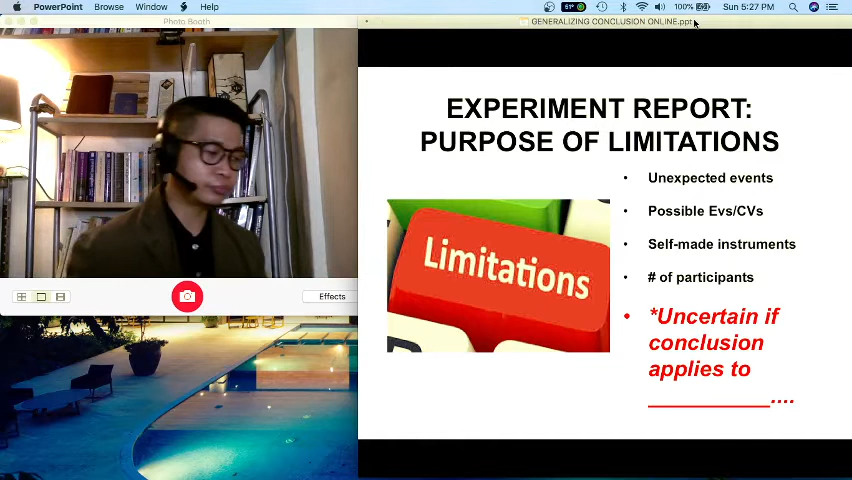 PowerPoint Browse Window Help
51° 100% Sun 5:27 PM
Photo Booth
GENERALIZING CONCLUSION ONLINE.ppt
EXPERIMENT REPORT:
PURPOSE OF LIMITATIONS
• Unexpected events
• Possible Evs/CVs
• Self-made instruments
• # of participants
• *Uncertain if
conclusion
applies to
___________....
Limitations
Effects